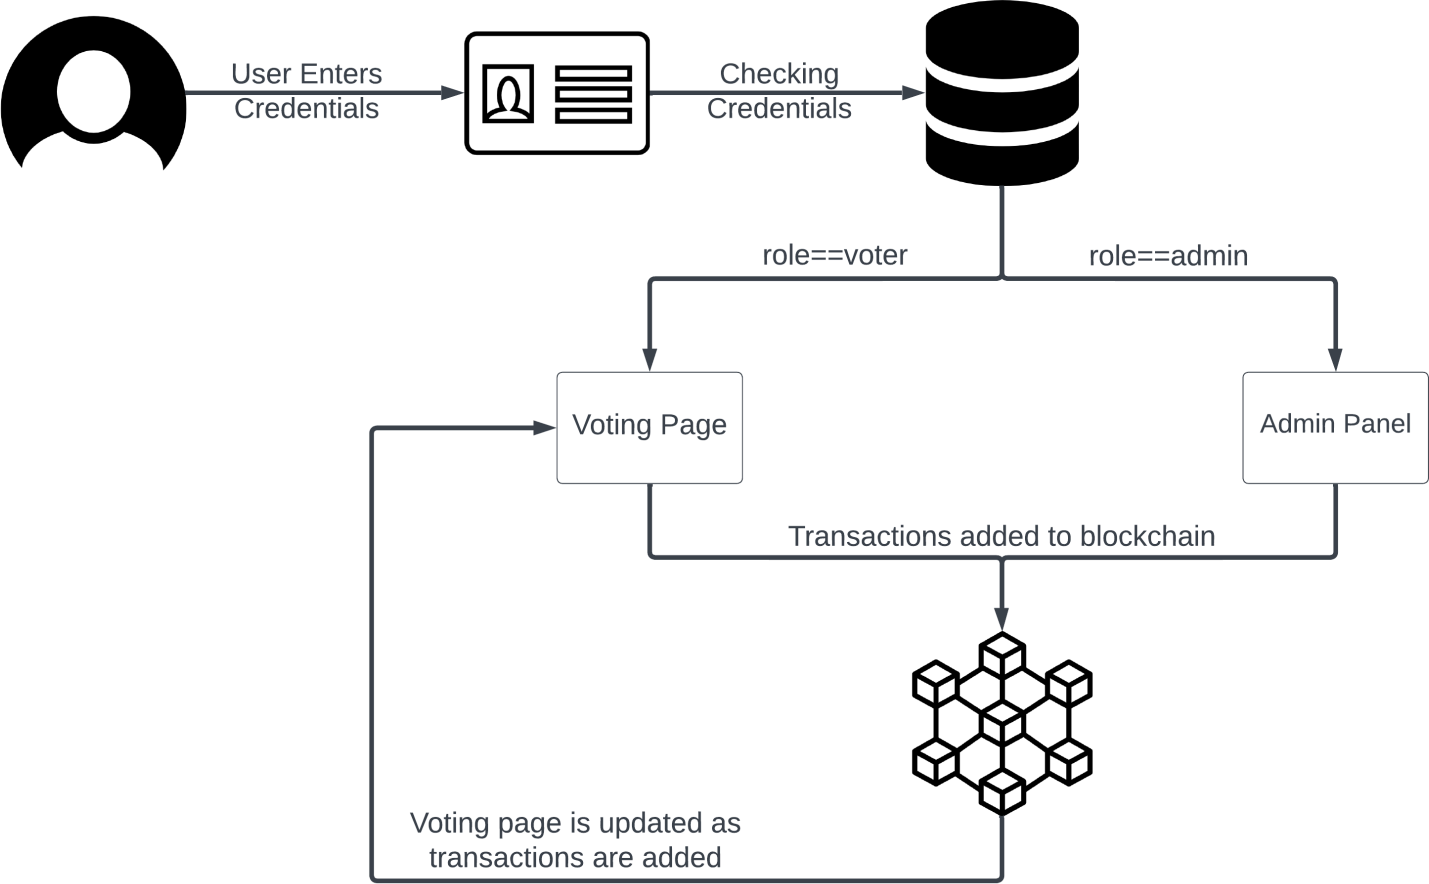 User Enters
Credentials
Checking
Credentials
role==voter
role==admin
Voting Page
Admin Panel
Transactions added to blockchain
Voting page is updated as
transactions are added